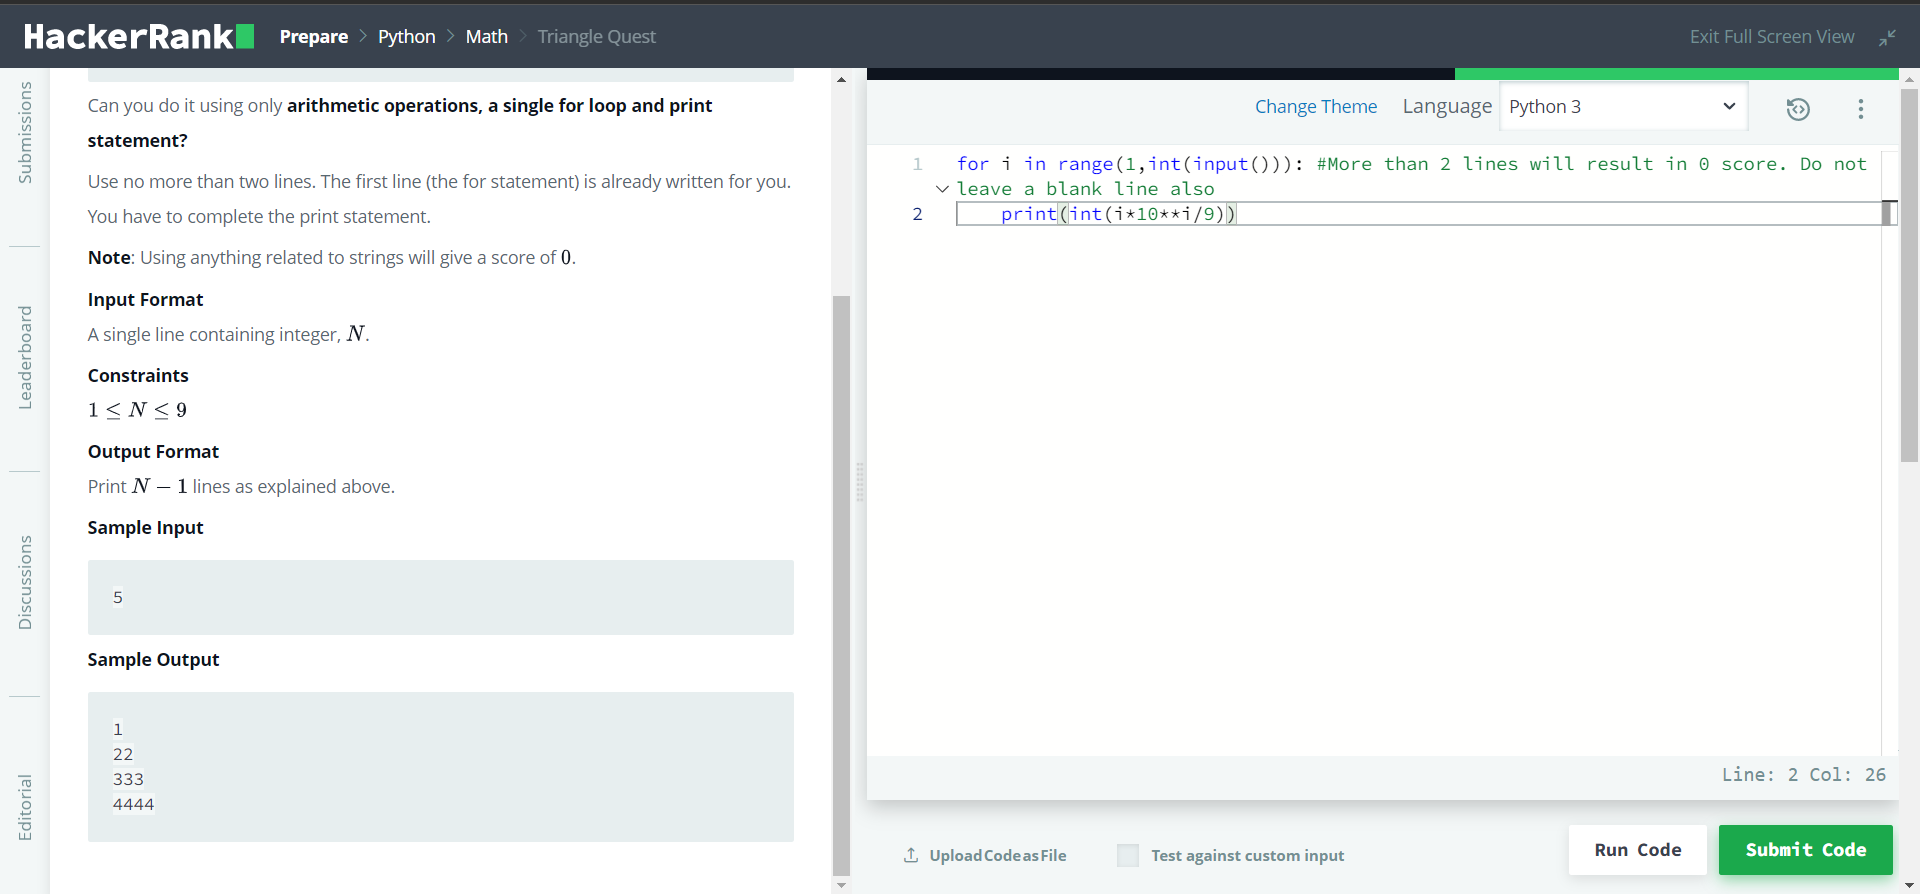 HackerRank Prepare > Python > Math > Triangle Quest Exit Full Screen View
Submissions
Leaderboard
Discussions
Editorial
Can you do it using only arithmetic operations, a single for loop and print
statement?
Use no more than two lines. The first line (the for statement) is already written for you.
You have to complete the print statement.
Note: Using anything related to strings will give a score of 0.
Input Format
A single line containing integer, N.
Constraints
1 ≤ N ≤ 9
Output Format
Print N − 1 lines as explained above.
Sample Input
5
Sample Output
1
22
333
4444
Change Theme Language Python 3
1 for i in range(1,int(input())): #More than 2 lines will result in 0 score. Do not
leave a blank line also
2 print(int(i*10**i/9))
Line: 2 Col: 26
Upload Code as File Test against custom input Run Code Submit Code